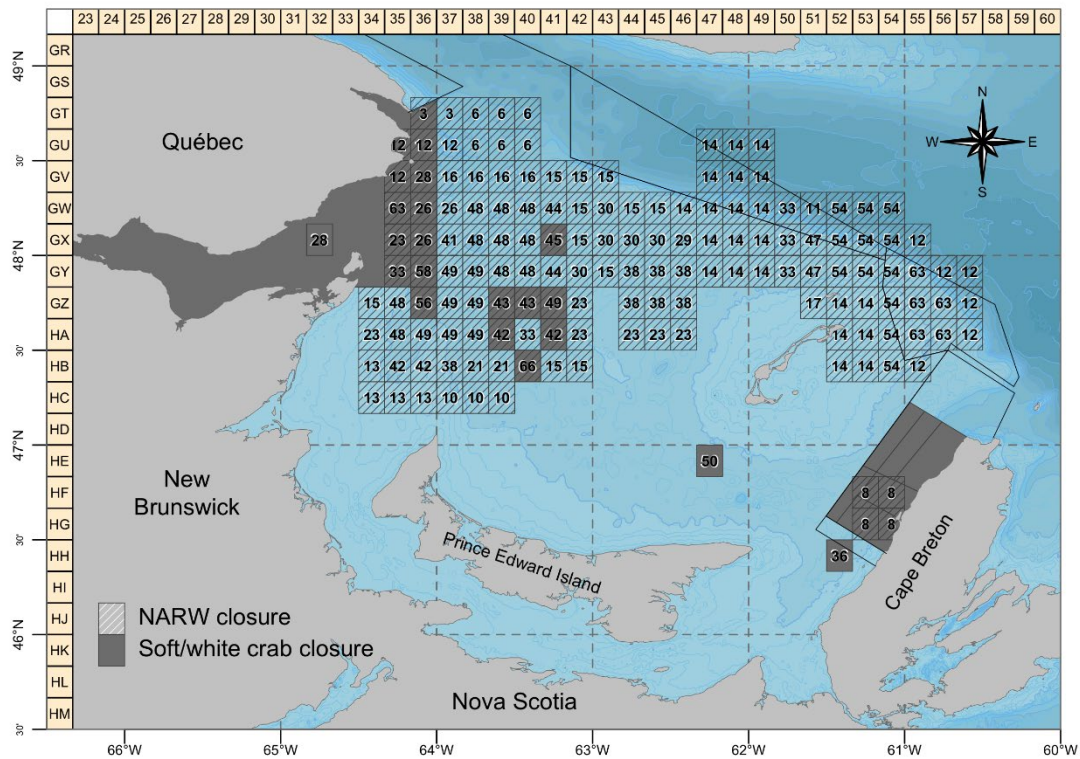 23 24 25 26 27 28 29 30 31 32 33 34 35 36 37 38 39 40 41 42 43 44 45 46 47 48 49 50 51 52 53 54 55 56 57 58 59 60
GR
49°N
GS
N
GT 3 3 6 6 6
GU 12 12 12 6 6 6 14 14 14
Québec
W E
30'
GV 12 28 16 16 16 16 15 15 15 14 14 14
S
GW 63 26 26 48 48 48 44 15 30 15 15 14 14 14 14 33 11 54 54 54
GX 28 23 26 41 48 48 48 45 15 30 30 30 29 14 14 14 33 47 54 54 54 12
48°N
GY 33 58 49 49 48 48 44 30 15 38 38 38 14 14 14 33 47 54 54 54 63 12 12
GZ 15 48 56 49 49 43 43 49 23 38 38 38 17 14 14 54 63 63 12
HA 23 48 49 49 49 42 33 42 23 23 23 23 14 14 54 63 63 12
30'
HB 13 42 42 38 21 21 66 15 15 14 14 54 12
HC 13 13 13 10 10 10
HD
47°N
HE 50
HF 8 8
New
Brunswick
HG 8 8
30'
HH 36
Prince Edward Island
Cape Breton
HI
HJ
NARW closure
46°N
HK
Soft/white crab closure
HL
Nova Scotia
HM
30'
66°W 65°W 64°W 63°W 62°W 61°W 60°W